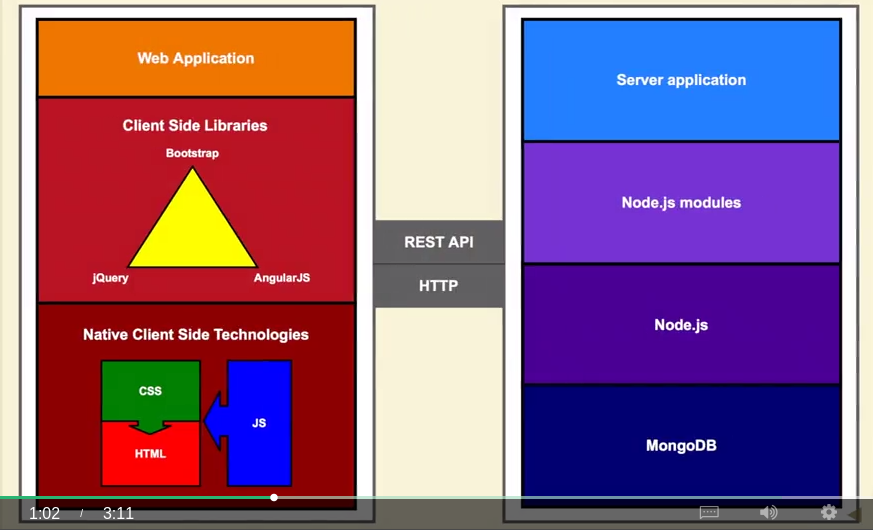 Web Application
Client Side Libraries
Bootstrap
jQuery
AngularJS
Native Client Side Technologies
CSS
JS
HTML
REST API
HTTP
Server application
Node.js modules
Node.js
MongoDB
1:02 / 3:11